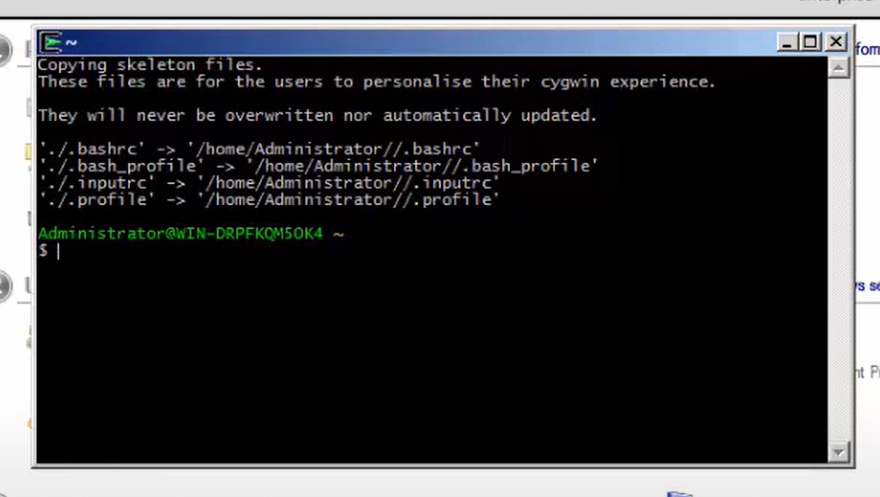 ~
Copying skeleton files.
These files are for the users to personalise their cygwin experience.
They will never be overwritten nor automatically updated.
'./.bashrc' -> '/home/Administrator//.bashrc'
'./.bash_profile' -> '/home/Administrator//.bash_profile'
'./.inputrc' -> '/home/Administrator//.inputrc'
'./.profile' -> '/home/Administrator//.profile'
Administrator@WIN-DRPFKQM5OK4 ~
$